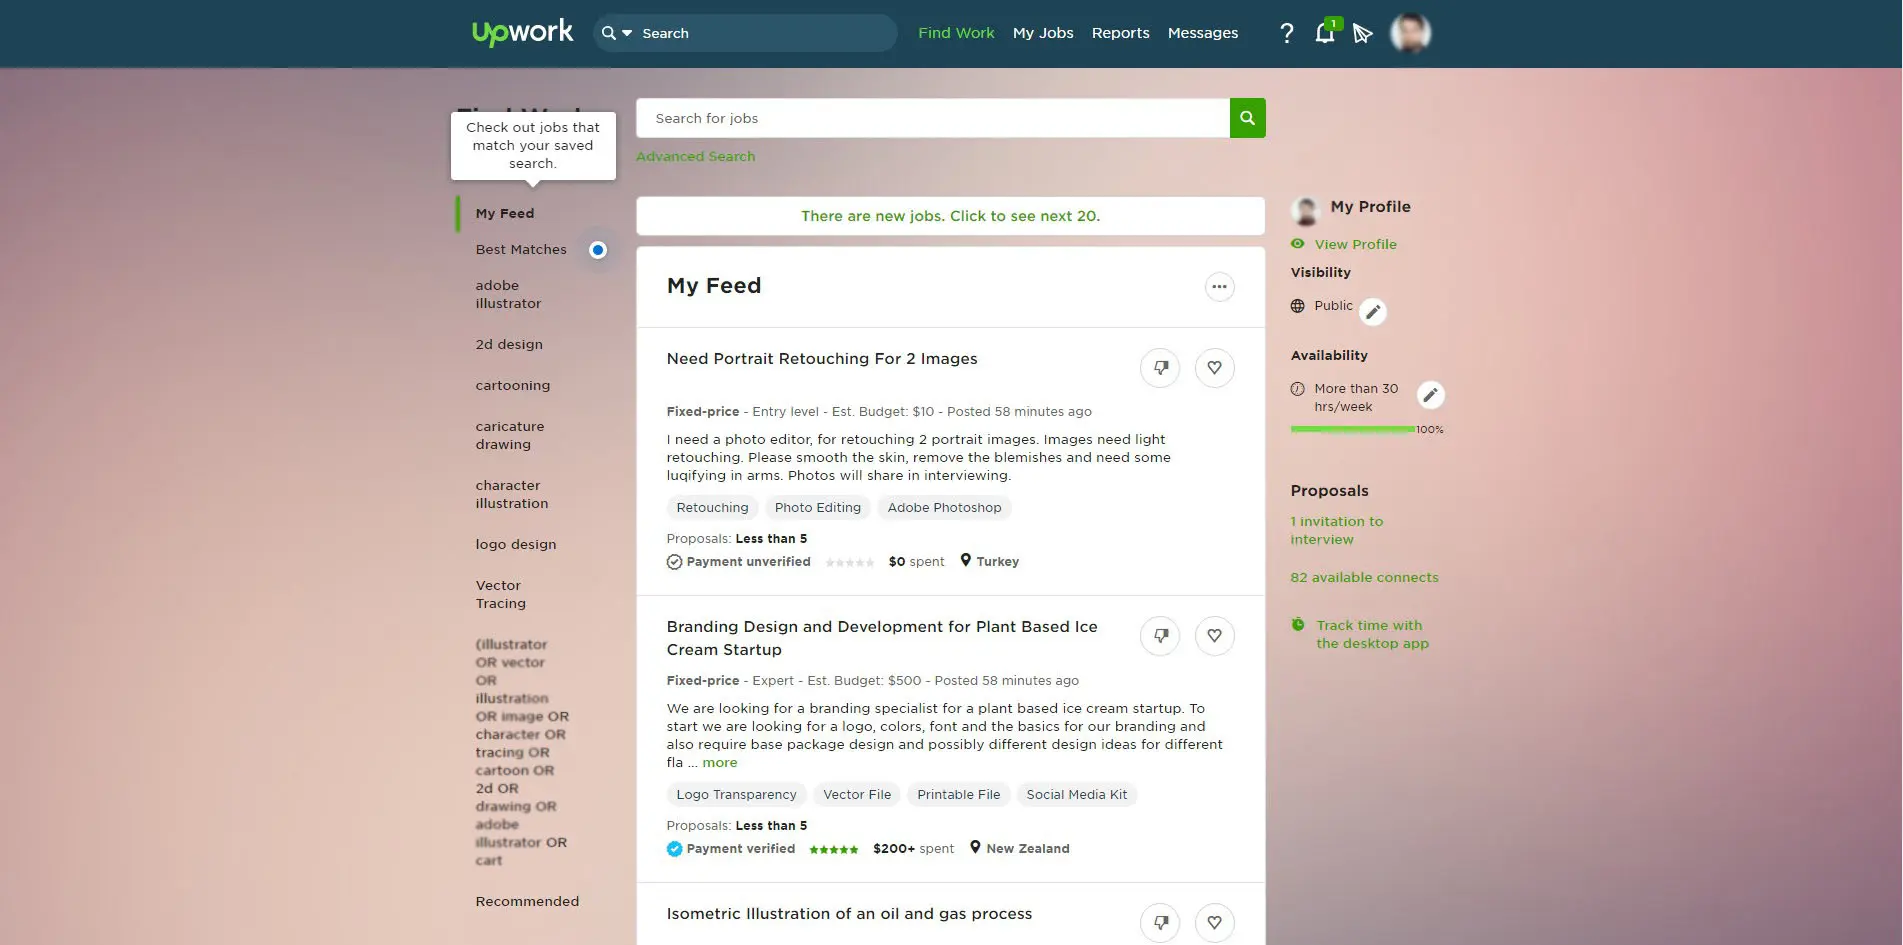 Upwork
Search
Find Work
My Jobs
Reports
Messages
?
1
Find Work
Check out jobs that
match your saved
search.
My Feed
Best Matches
adobe
illustrator
2d design
cartooning
caricature
drawing
character
illustration
logo design
Vector
Tracing
(illustrator
OR vector
OR
illustration
OR image OR
character OR
tracing OR
cartoon OR
2d OR
drawing OR
adobe
illustrator OR
cart
Recommended
Search for jobs
Advanced Search
There are new jobs. Click to see next 20.
My Feed
Need Portrait Retouching For 2 Images
Fixed-price - Entry level - Est. Budget: $10 - Posted 58 minutes ago
I need a photo editor, for retouching 2 portrait images. Images need light
retouching. Please smooth the skin, remove the blemishes and need some
luqifying in arms. Photos will share in interviewing.
Retouching
Photo Editing
Adobe Photoshop
Proposals: Less than 5
Payment unverified $0 spent Turkey
Branding Design and Development for Plant Based Ice
Cream Startup
Fixed-price - Expert - Est. Budget: $500 - Posted 58 minutes ago
We are looking for a branding specialist for a plant based ice cream startup. To
start we are looking for a logo, colors, font and the basics for our branding and
also require base package design and possibly different design ideas for different
fla ... more
Logo Transparency
Vector File
Printable File
Social Media Kit
Proposals: Less than 5
Payment verified $200+ spent New Zealand
Isometric Illustration of an oil and gas process
My Profile
View Profile
Visibility
Public
Availability
More than 30
hrs/week
100%
Proposals
1 invitation to
interview
82 available connects
Track time with
the desktop app